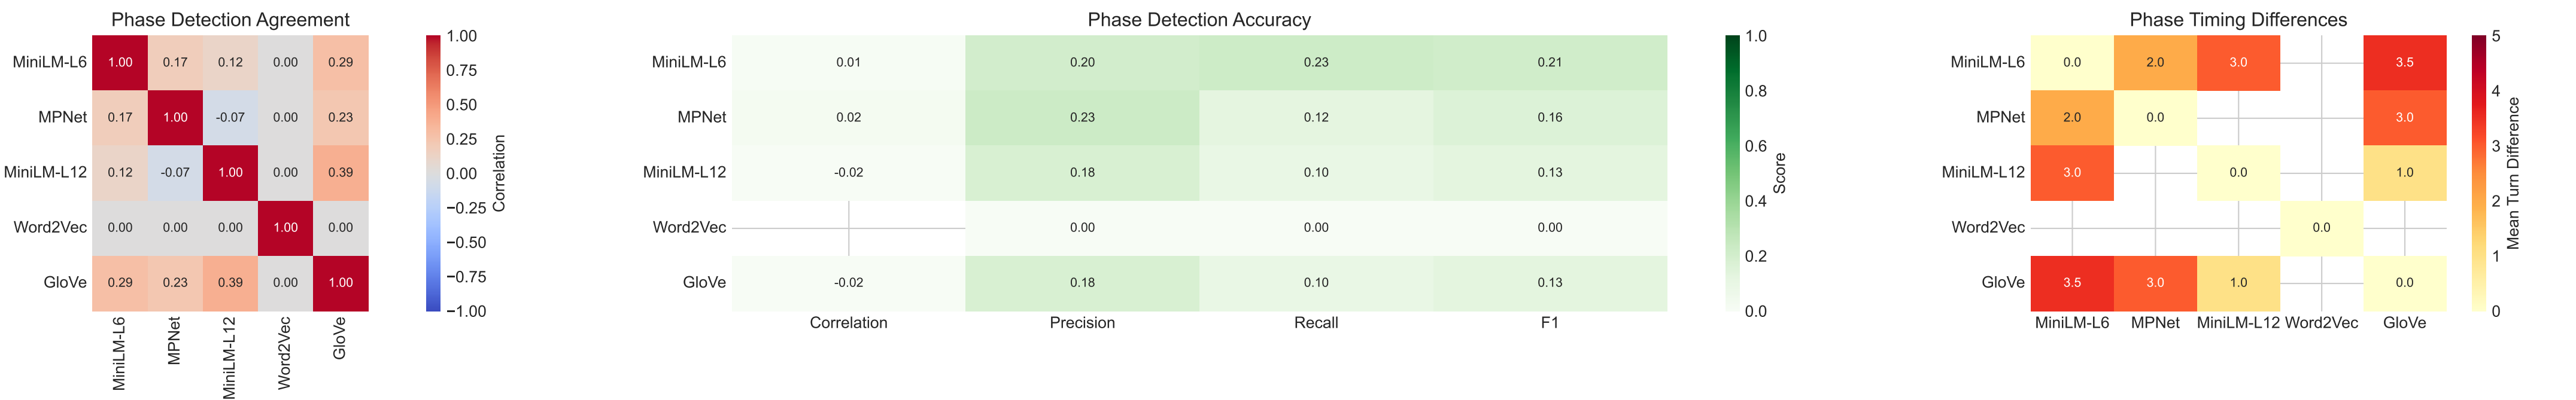 Phase Detection Agreement
MiniLM-L6 1.00 0.17 0.12 0.00 0.29
MPNet 0.17 1.00 -0.07 0.00 0.23
MiniLM-L12 0.12 -0.07 1.00 0.00 0.39
Word2Vec 0.00 0.00 0.00 1.00 0.00
GloVe 0.29 0.23 0.39 0.00 1.00
MiniLM-L6 MPNet MiniLM-L12 Word2Vec GloVe
1.00
0.75
0.50
0.25
0.00
−0.25
−0.50
−0.75
−1.00
Correlation
Phase Detection Accuracy
MiniLM-L6 0.01 0.20 0.23 0.21
MPNet 0.02 0.23 0.12 0.16
MiniLM-L12 -0.02 0.18 0.10 0.13
Word2Vec 0.00 0.00 0.00
GloVe -0.02 0.18 0.10 0.13
Correlation Precision Recall F1
1.0
0.8
0.6
0.4
0.2
0.0
Score
Phase Timing Differences
MiniLM-L6 0.0 2.0 3.0 3.5
MPNet 2.0 0.0 3.0
MiniLM-L12 3.0 0.0 1.0
Word2Vec 0.0
GloVe 3.5 3.0 1.0 0.0
MiniLM-L6 MPNet MiniLM-L12 Word2Vec GloVe
5
4
3
2
1
0
Mean Turn Difference